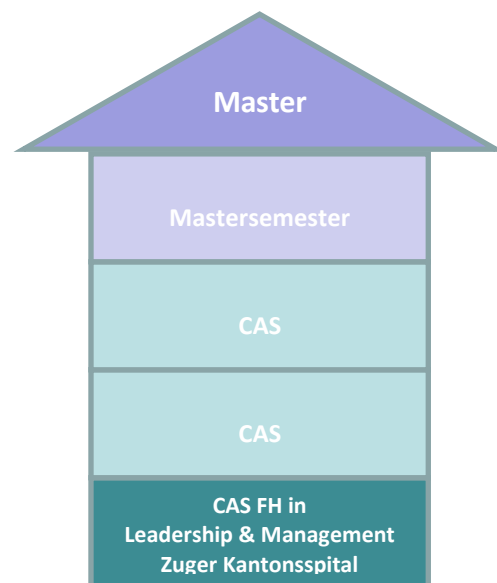 Master
Mastersemester
CAS
CAS
CAS FH in
Leadership & Management
Zuger Kantonsspital